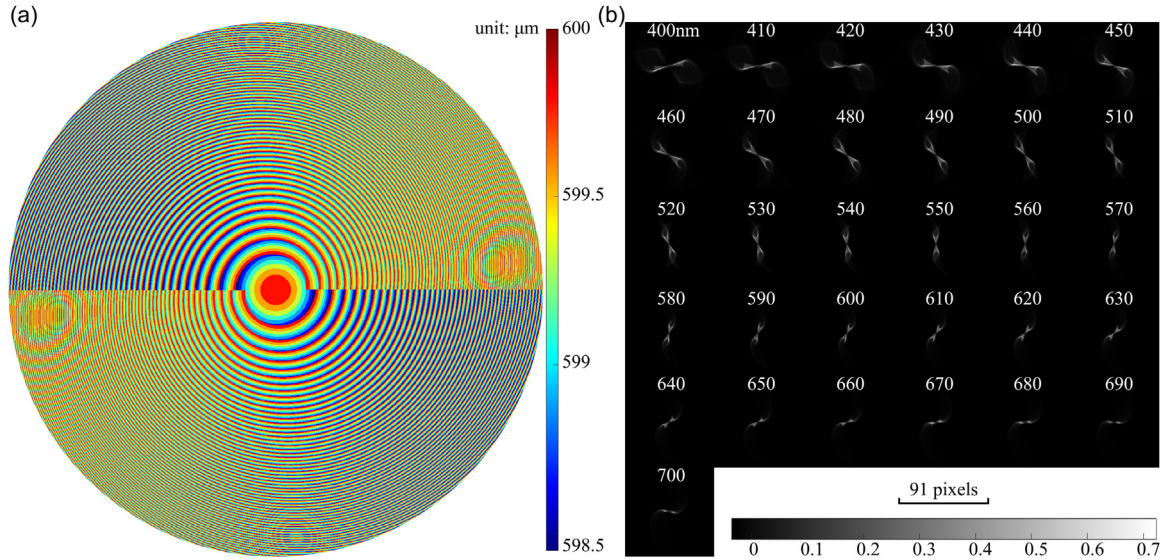 (a)
unit: μm
600
599.5
599
598.5
(b)
400nm 410 420 430 440 450
460 470 480 490 500 510
520 530 540 550 560 570
580 590 600 610 620 630
640 650 660 670 680 690
700
91 pixels
0 0.1 0.2 0.3 0.4 0.5 0.6 0.7